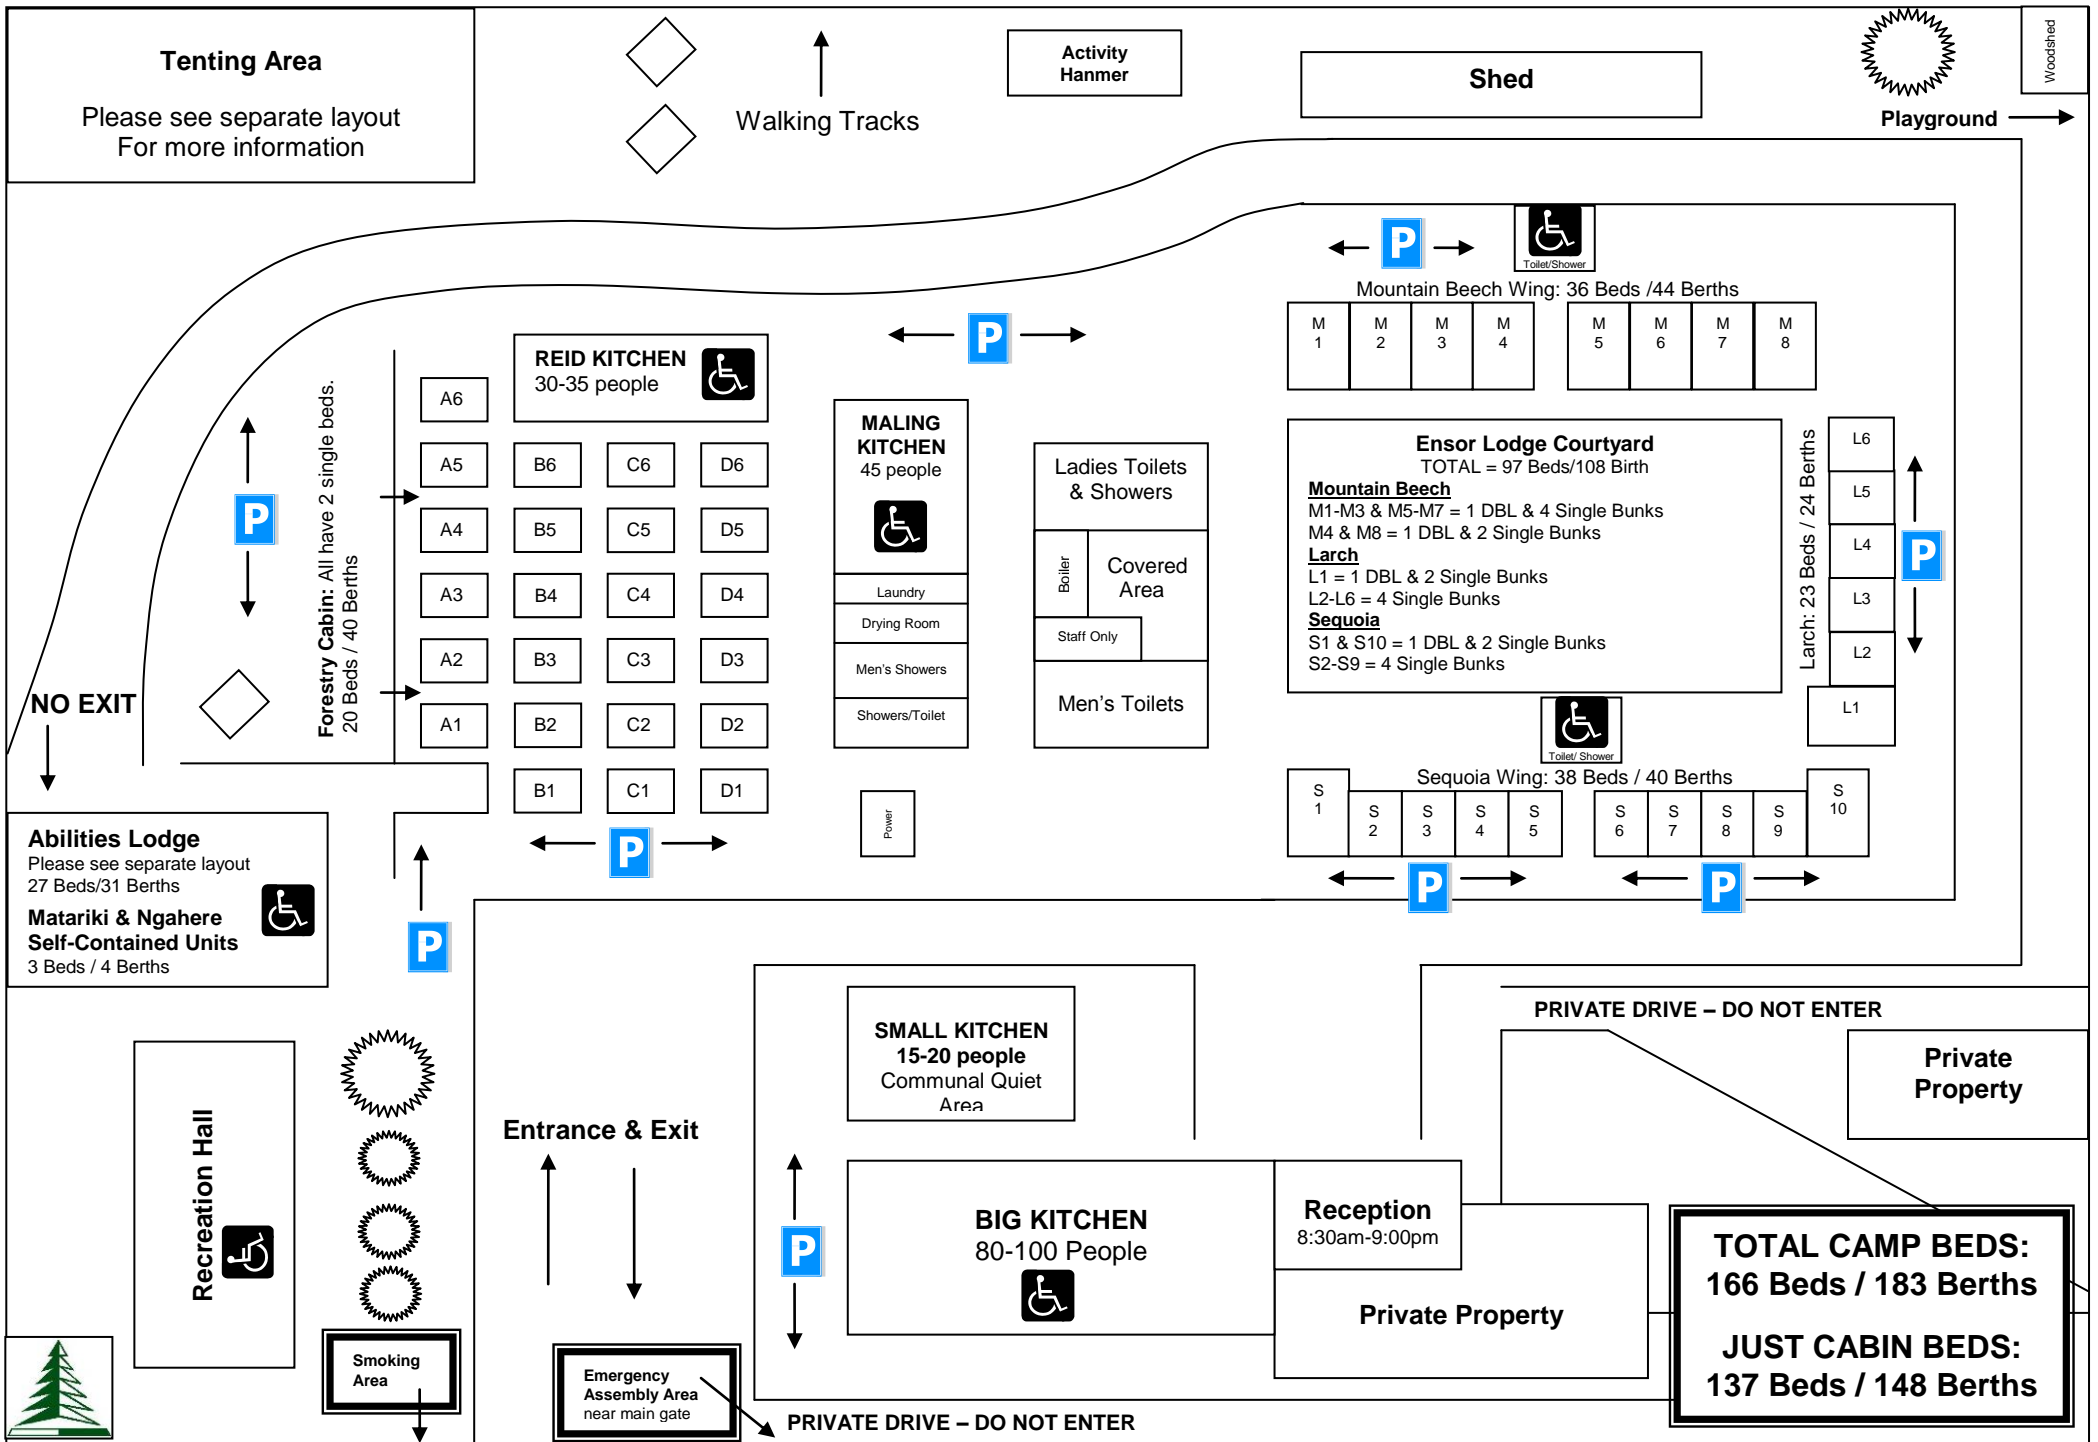 Tenting Area
Please see separate layout
For more information
Walking Tracks
Activity
Hanmer
Shed
Woodshed
Playground
P
Toilet/Shower
Mountain Beech Wing: 36 Beds /44 Berths
M
1
M
2
M
3
M
4
M
5
M
6
M
7
M
8
P
REID KITCHEN
30-35 people
P
Forestry Cabin: All have 2 single beds.
20 Beds / 40 Berths
A6
A5
A4
A3
A2
A1
B6
B5
B4
B3
B2
B1
C6
C5
C4
C3
C2
C1
D6
D5
D4
D3
D2
D1
MALING
KITCHEN
45 people
Laundry
Drying Room
Men's Showers
Showers/Toilet
Power
Ladies Toilets
& Showers
Boiler
Covered
Area
Staff Only
Men's Toilets
Ensor Lodge Courtyard
TOTAL = 97 Beds/108 Birth
Mountain Beech
M1-M3 & M5-M7 = 1 DBL & 4 Single Bunks
M4 & M8 = 1 DBL & 2 Single Bunks
Larch
L1 = 1 DBL & 2 Single Bunks
L2-L6 = 4 Single Bunks
Sequoia
S1 & S10 = 1 DBL & 2 Single Bunks
S2-S9 = 4 Single Bunks
Larch: 23 Beds / 24 Berths
L6
L5
L4
L3
L2
L1
P
Toilet/ Shower
Sequoia Wing: 38 Beds / 40 Berths
S
1
S
2
S
3
S
4
S
5
S
6
S
7
S
8
S
9
S
10
P
P
NO EXIT
P
Abilities Lodge
Please see separate layout
27 Beds/31 Berths
Matariki & Ngahere
Self-Contained Units
3 Beds / 4 Berths
P
Recreation Hall
Smoking
Area
Entrance & Exit
Emergency
Assembly Area
near main gate
PRIVATE DRIVE – DO NOT ENTER
SMALL KITCHEN
15-20 people
Communal Quiet
Area
P
BIG KITCHEN
80-100 People
Reception
8:30am-9:00pm
Private Property
PRIVATE DRIVE – DO NOT ENTER
Private
Property
TOTAL CAMP BEDS:
166 Beds / 183 Berths
JUST CABIN BEDS:
137 Beds / 148 Berths